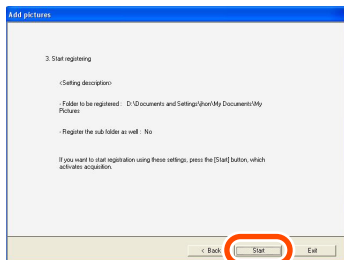 Add pictures
3. Start registering
<Setting description>
- Folder to be registered : D:\Documents and Settings\jhon\My Documents\My
Pictures
- Register the sub folder as well : No
If you want to start registration using these settings, press the [Start] button, which
activates acquisition.
< Back
Start
Exit